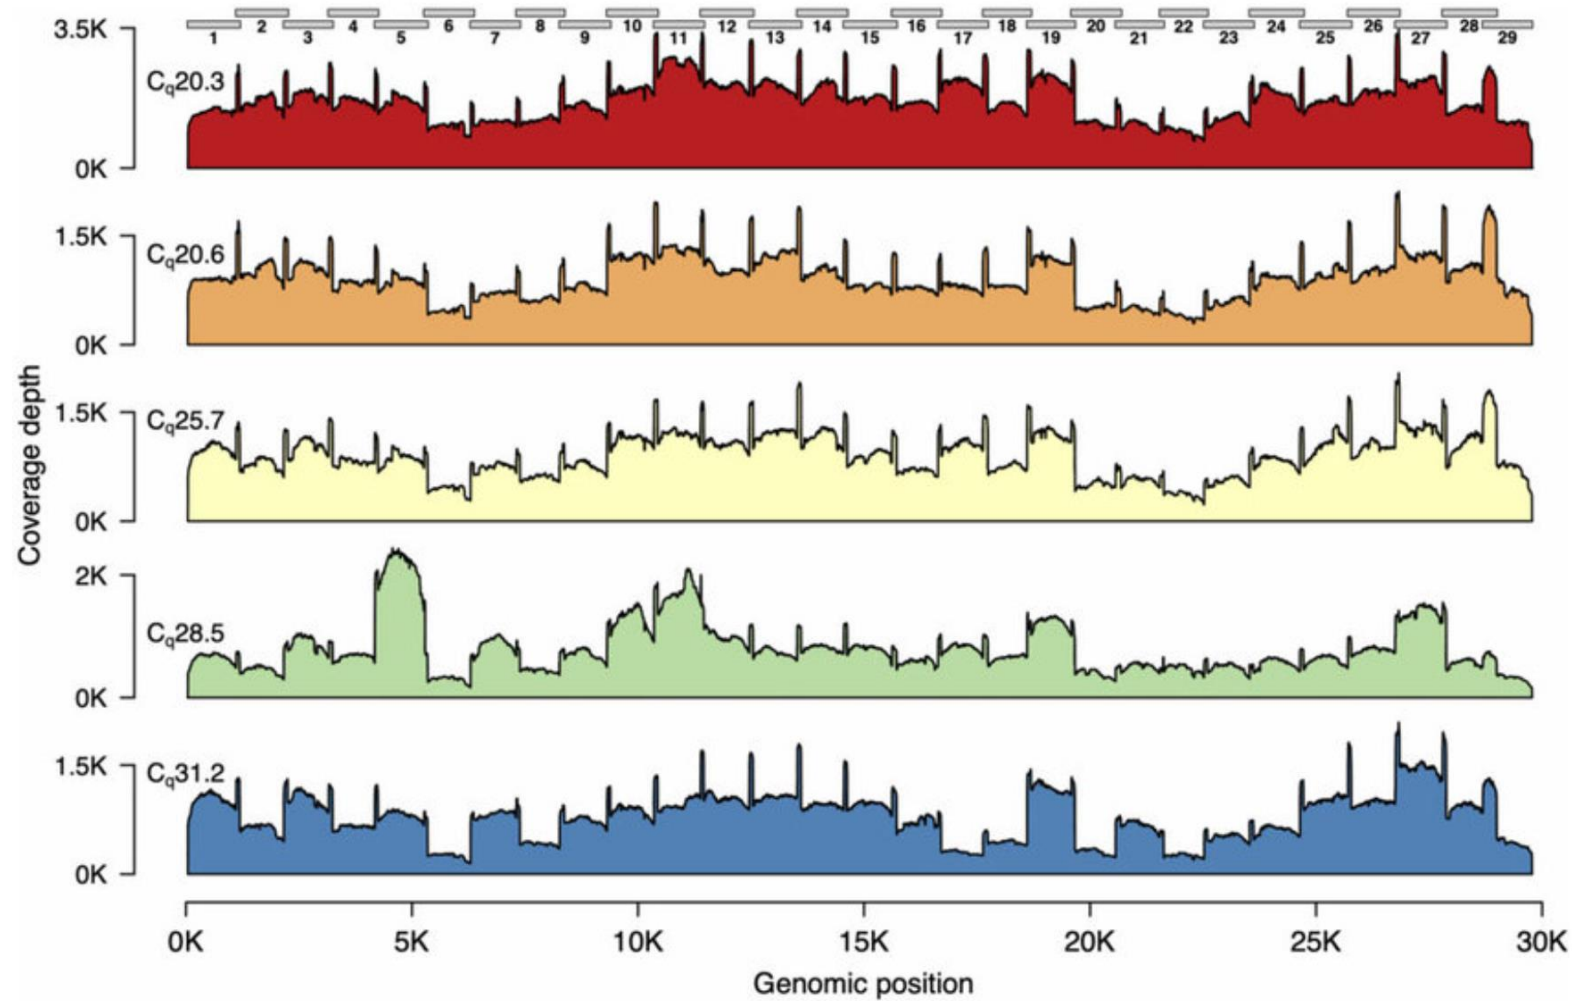 2 4 6 8 10 12 14 16 18 20 22 24 26 28
1 3 5 7 9 11 13 15 17 19 21 23 25 27 29
3.5K
Cq20.3
0K
1.5K
Cq20.6
0K
Coverage depth
1.5K
Cq25.7
0K
2K
Cq28.5
0K
1.5K
Cq31.2
0K
0K 5K 10K 15K 20K 25K 30K
Genomic position